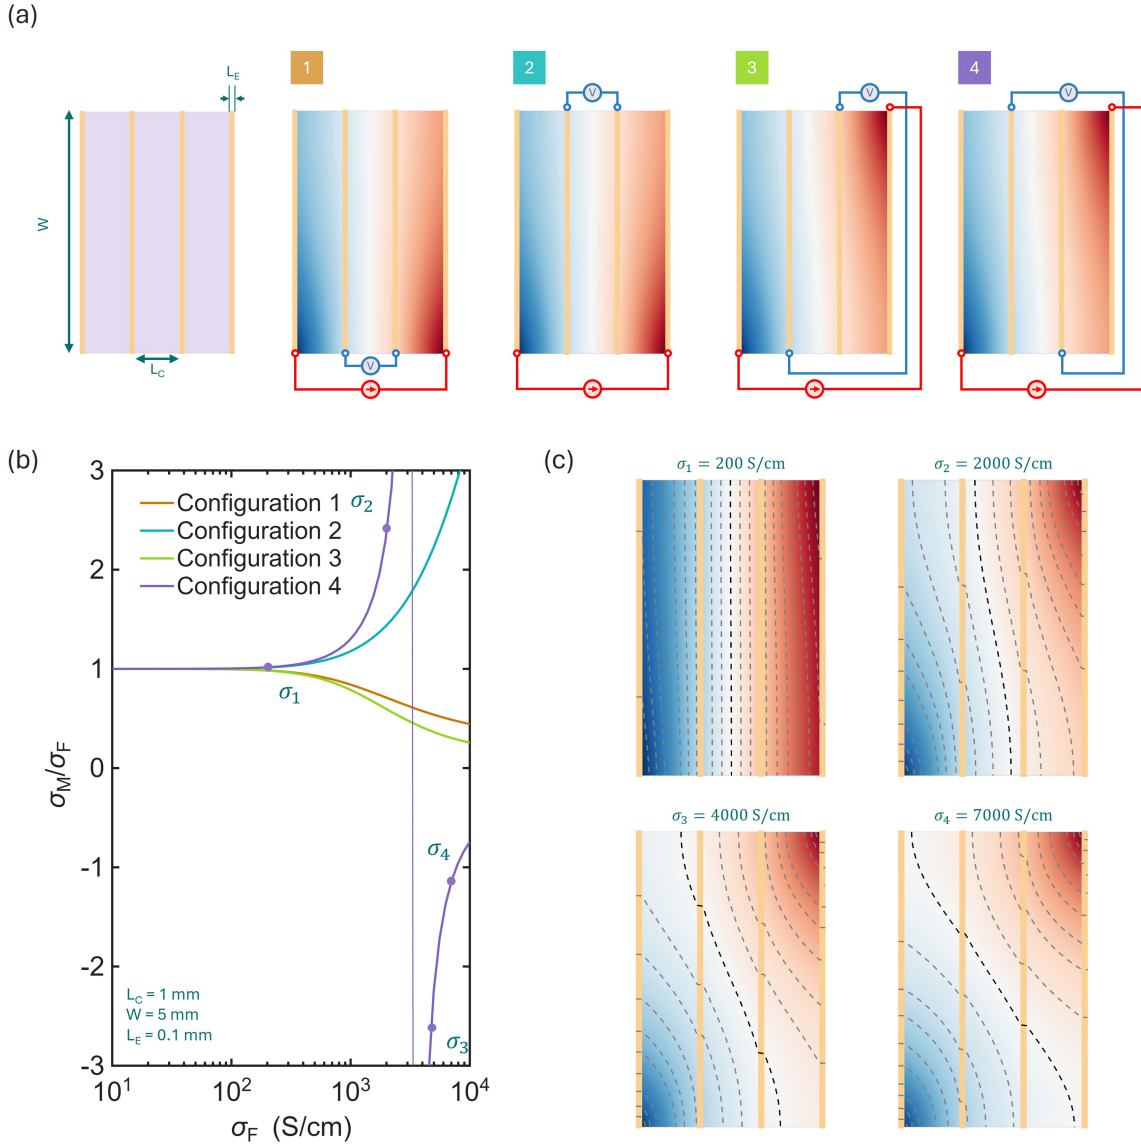 (a)
L_E
W
L_C
1
V
2
V
3
V
4
V
(b)
3
2
1
0
-1
-2
-3
10^1
10^2
10^3
10^4
σ_M/σ_F
σ_F (S/cm)
Configuration 1
Configuration 2
Configuration 3
Configuration 4
σ_2
σ_1
σ_4
σ_3
L_C = 1 mm
W = 5 mm
L_E = 0.1 mm
(c)
σ_1 = 200 S/cm
σ_2 = 2000 S/cm
σ_3 = 4000 S/cm
σ_4 = 7000 S/cm